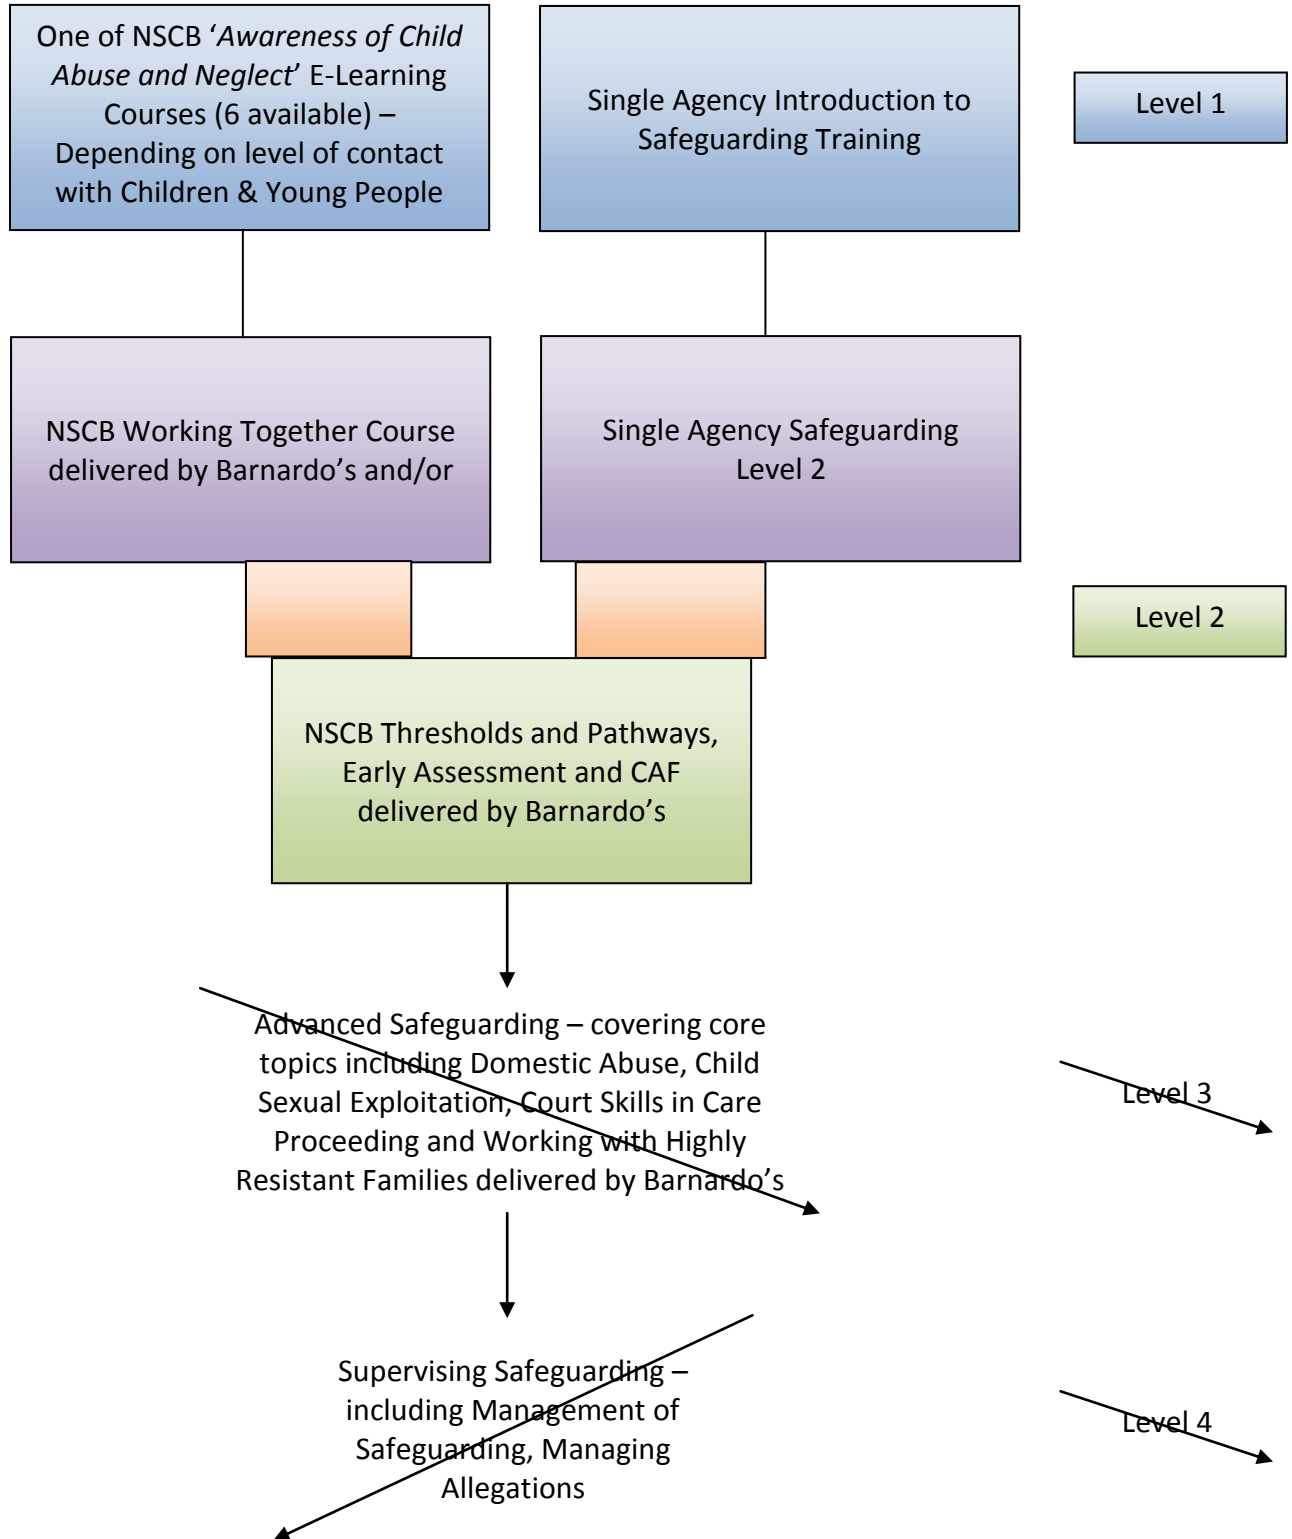 One of NSCB ‘Awareness of Child
Abuse and Neglect’ E-Learning
Courses (6 available) –
Depending on level of contact
with Children & Young People
Single Agency Introduction to
Safeguarding Training
Level 1
NSCB Working Together Course
delivered by Barnardo’s and/or
Single Agency Safeguarding
Level 2
Level 2
NSCB Thresholds and Pathways,
Early Assessment and CAF
delivered by Barnardo’s
Advanced Safeguarding – covering core
topics including Domestic Abuse, Child
Sexual Exploitation, Court Skills in Care
Proceeding and Working with Highly
Resistant Families delivered by Barnardo’s
Level 3
Supervising Safeguarding –
including Management of
Safeguarding, Managing
Allegations
Level 4